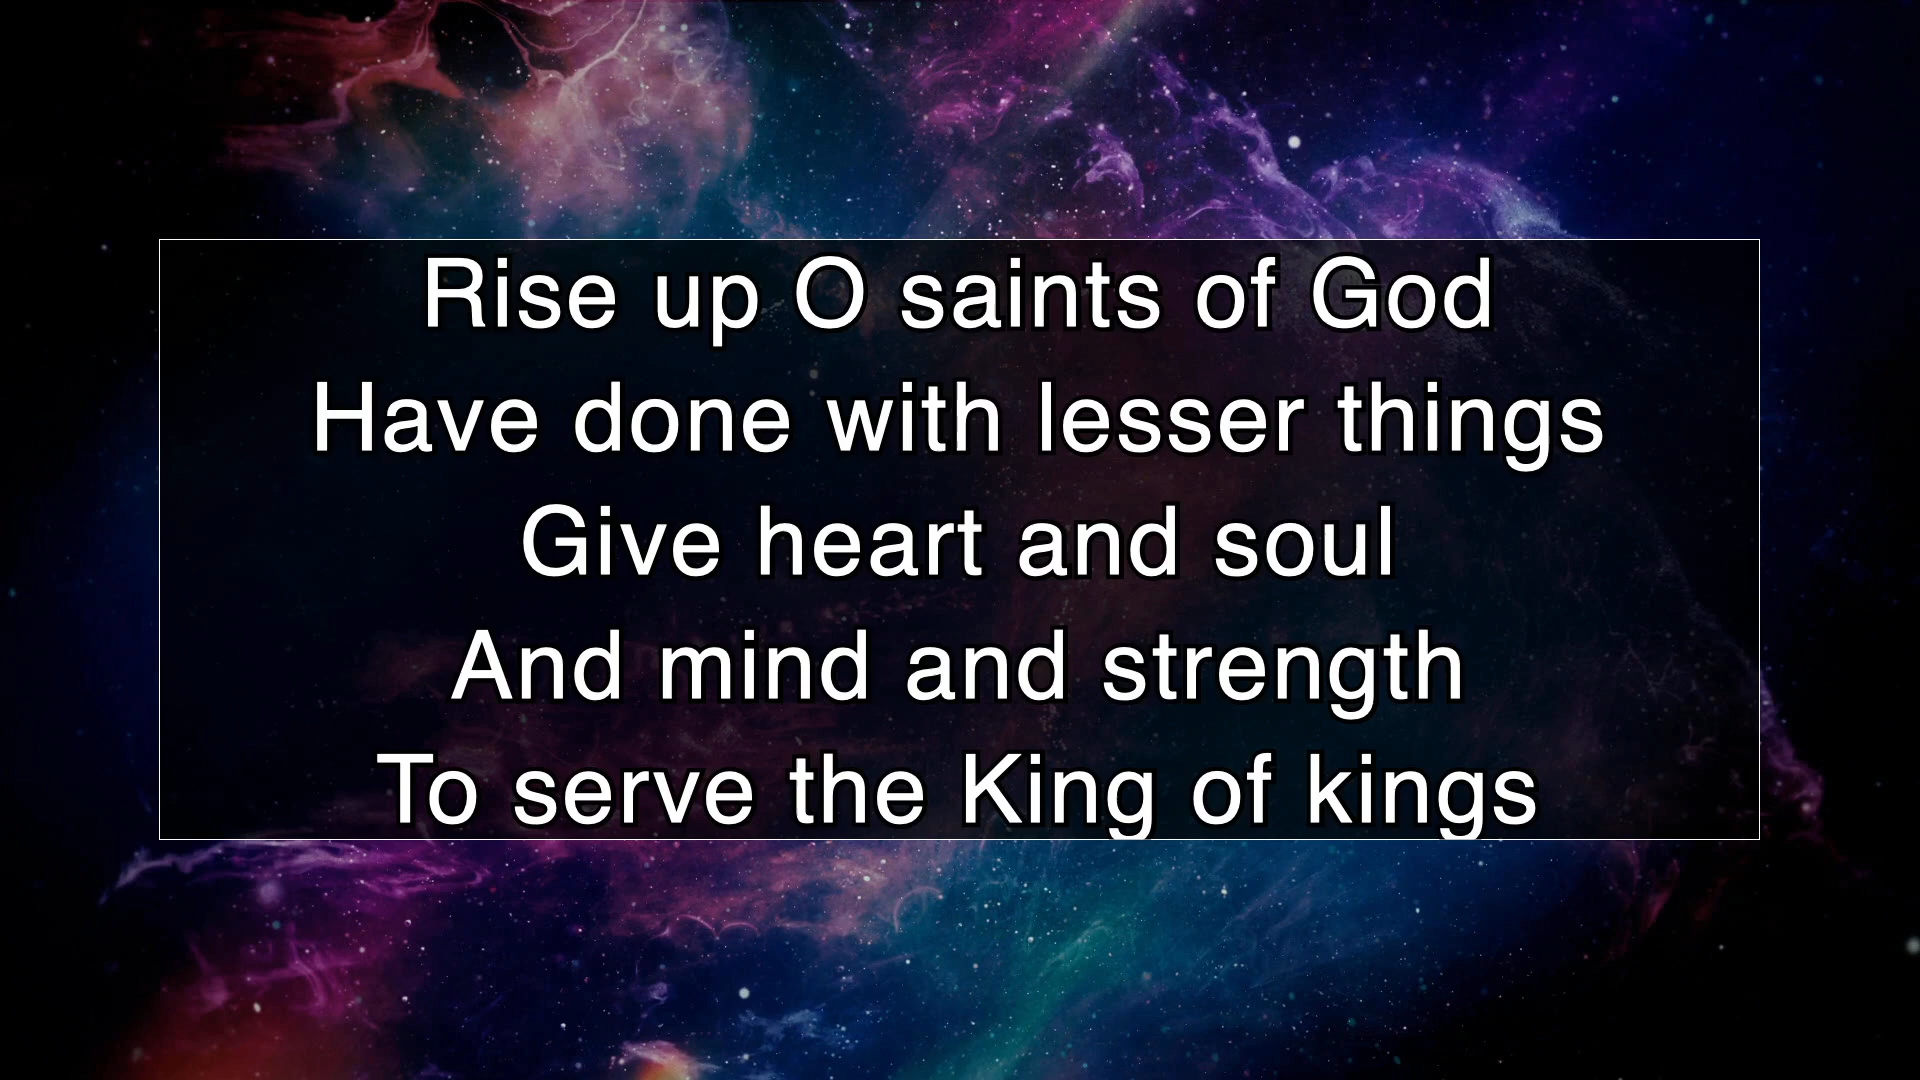 Rise up O saints of God
Have done with lesser things
Give heart and soul
And mind and strength
To serve the King of kings